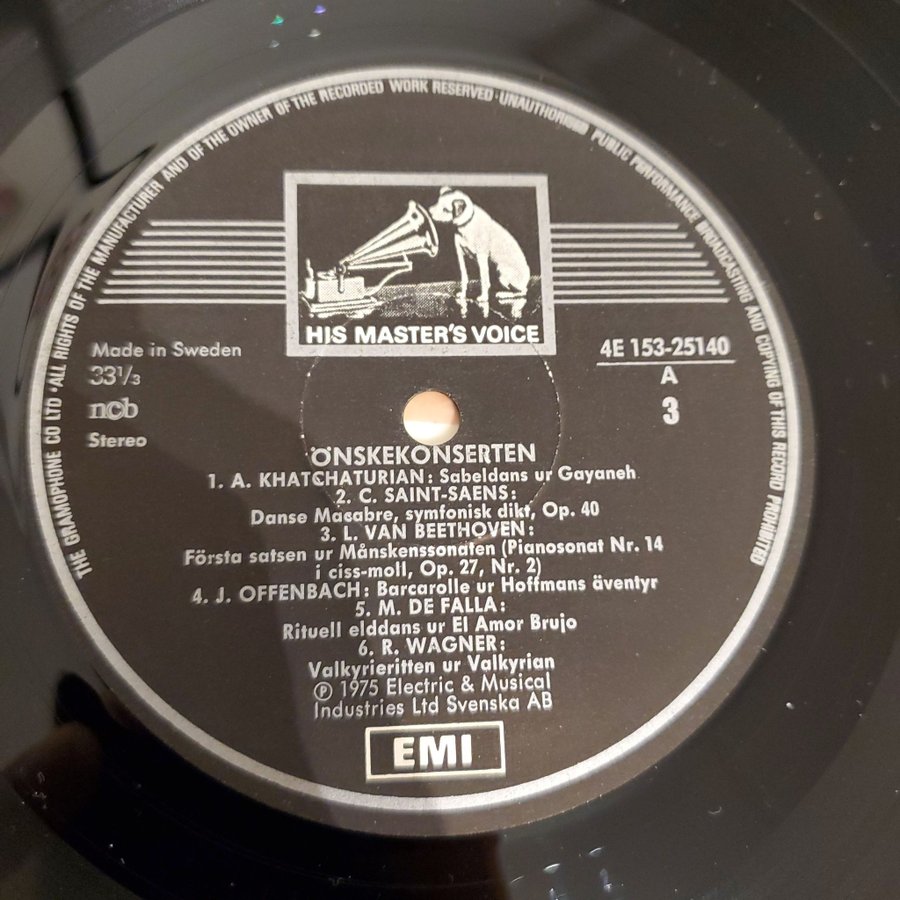 THE GRAMOPHONE CO LTD · ALL RIGHTS OF THE MANUFACTURER AND OF THE OWNER OF THE RECORDED WORK RESERVED · UNAUTHORISED PUBLIC PERFORMANCE BROADCASTING AND COPYING OF THIS RECORD PROHIBITED
HIS MASTER'S VOICE
Made in Sweden
33⅓
ncb
Stereo
4E 153-25140
A
3
ÖNSKEKONSERTEN
1. A. KHATCHATURIAN: Sabeldans ur Gayaneh
2. C. SAINT-SAENS:
Danse Macabre, symfonisk dikt, Op. 40
3. L. VAN BEETHOVEN:
Första satsen ur Månskenssonaten (Pianosonat Nr. 14
i ciss-moll, Op. 27, Nr. 2)
4. J. OFFENBACH: Barcarolle ur Hoffmans äventyr
5. M. DE FALLA:
Rituell elddans ur El Amor Brujo
6. R. WAGNER:
Valkyrieritten ur Valkyrian
Ⓟ 1975 Electric & Musical
Industries Ltd Svenska AB
EMI